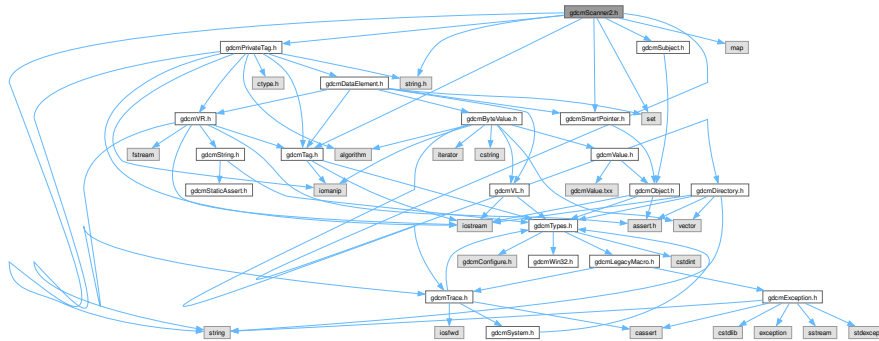 gdcmScanner2.h
gdcmPrivateTag.h
gdcmSubject.h
map
ctype.h
gdcmDataElement.h
string.h
gdcmVR.h
gdcmByteValue.h
gdcmSmartPointer.h
set
fstream
gdcmString.h
gdcmTag.h
algorithm
iterator
cstring
gdcmValue.h
gdcmStaticAssert.h
iomanip
gdcmVL.h
gdcmValue.txx
gdcmObject.h
gdcmDirectory.h
iostream
gdcmTypes.h
assert.h
vector
gdcmConfigure.h
gdcmWin32.h
gdcmLegacyMacro.h
cstdint
gdcmTrace.h
gdcmException.h
string
iosfwd
gdcmSystem.h
cassert
cstdlib
exception
sstream
stdexcep